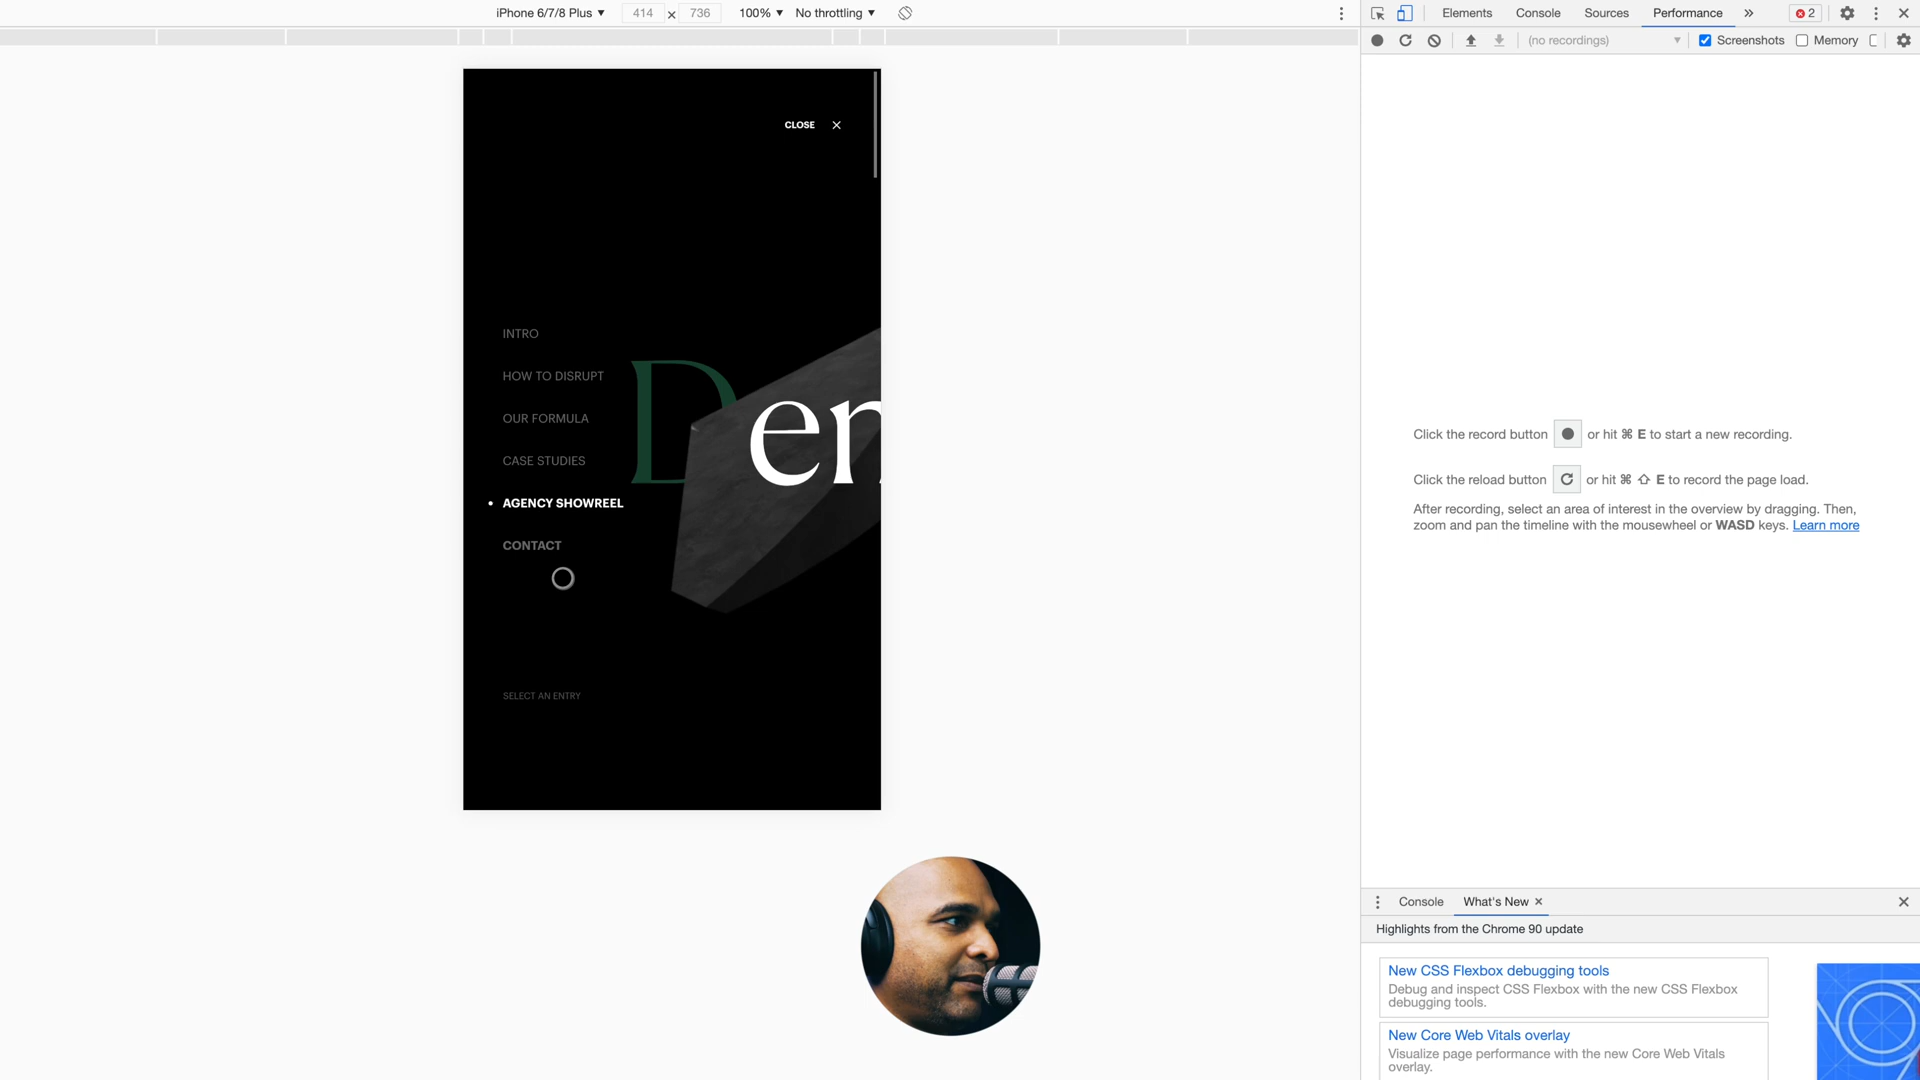 iPhone 6/7/8 Plus ▼ 414 × 736 100% ▼ No throttling ▼
Elements Console Sources Performance » 2
(no recordings) ▼ Screenshots Memory
CLOSE ×
INTRO
HOW TO DISRUPT
OUR FORMULA
CASE STUDIES
• AGENCY SHOWREEL
CONTACT
SELECT AN ENTRY
De
Click the record button or hit ⌘ E to start a new recording.
Click the reload button or hit ⌘ ⇧ E to record the page load.
After recording, select an area of interest in the overview by dragging. Then,
zoom and pan the timeline with the mousewheel or WASD keys. Learn more
Console What's New ×
Highlights from the Chrome 90 update
New CSS Flexbox debugging tools
Debug and inspect CSS Flexbox with the new CSS Flexbox
debugging tools.
New Core Web Vitals overlay
Visualize page performance with the new Core Web Vitals
overlay.